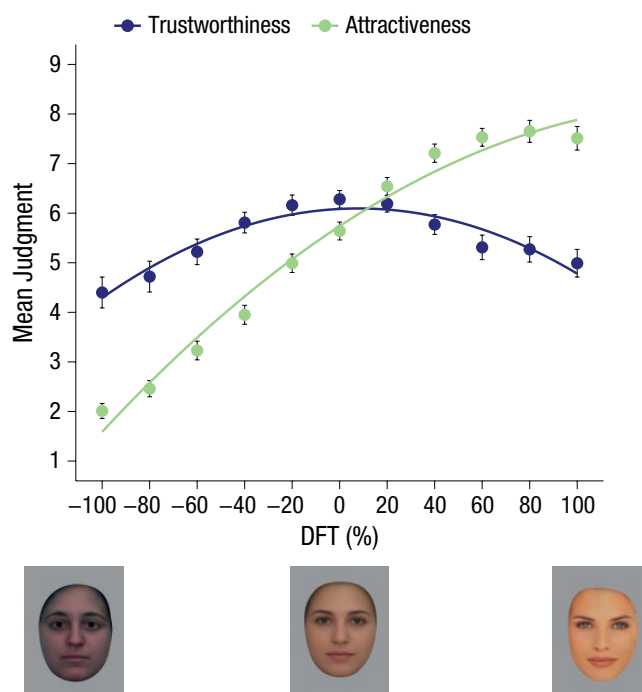 Trustworthiness Attractiveness
9
8
7
6
5
4
3
2
1
Mean Judgment
−100 −80 −60 −40 −20 0 20 40 60 80 100
DFT (%)